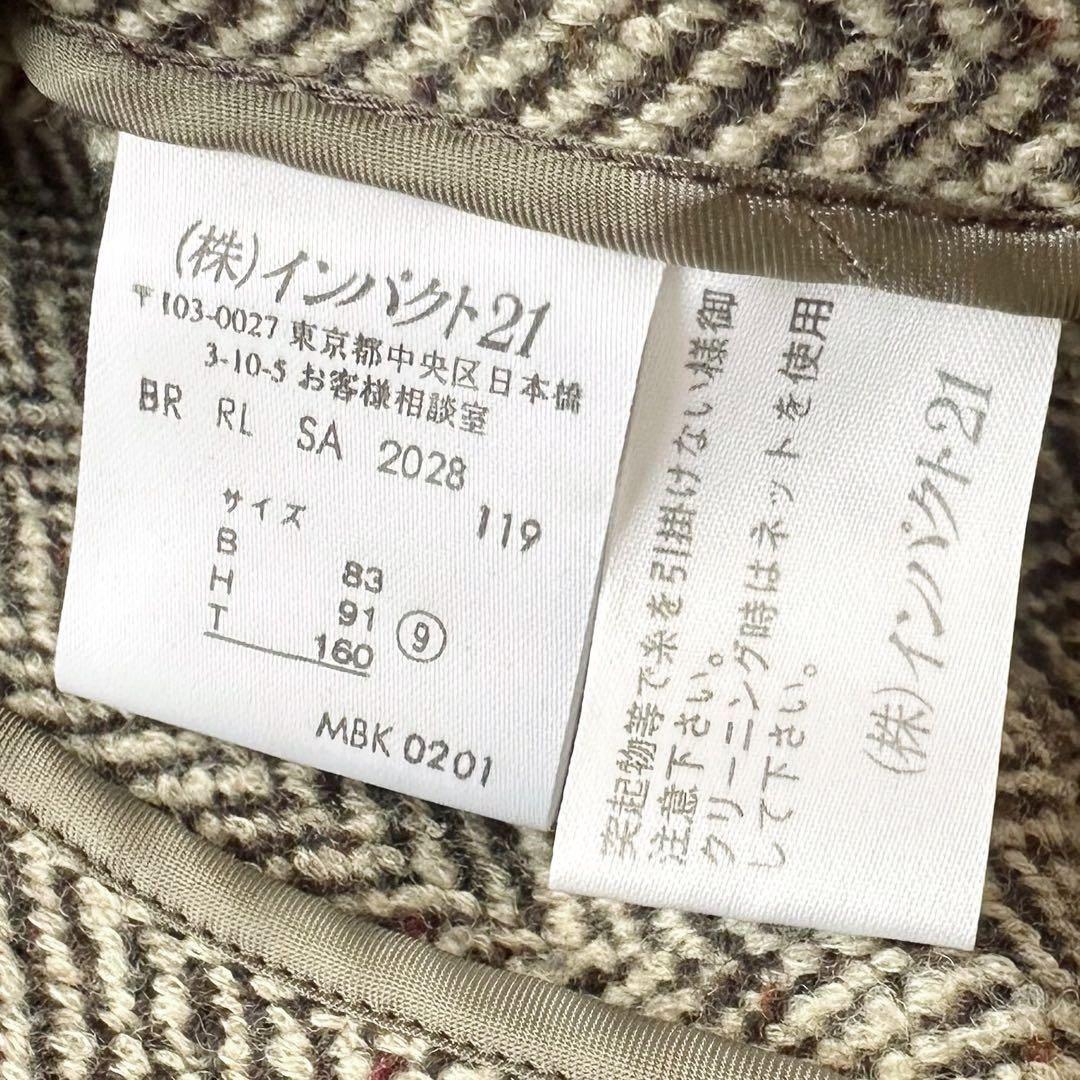 (株)インパクト21
〒103-0027 東京都中央区日本橋
3-10-5 お客様相談室
BR RL SA 2028
119
サイズ
B 83
H 91
T 160
⑨
MBK 0201
突起物等で糸を引掛けない様御
注意下さい。
クリーニング時はネットを使用
して下さい。
(株)インパクト21